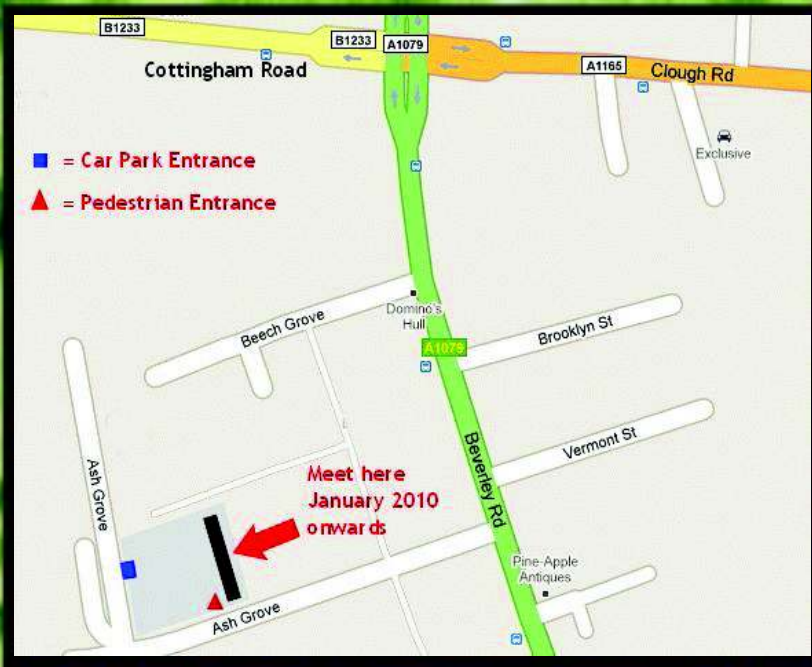 B1233
B1233
A1079
Cottingham Road
A1165
Clough Rd
Exclusive
= Car Park Entrance
= Pedestrian Entrance
Domino's
Hull
Beech Grove
Brooklyn St
A1079
Vermont St
Beverley Rd
Ash Grove
Meet here
January 2010
onwards
Pine-Apple
Antiques
Ash Grove